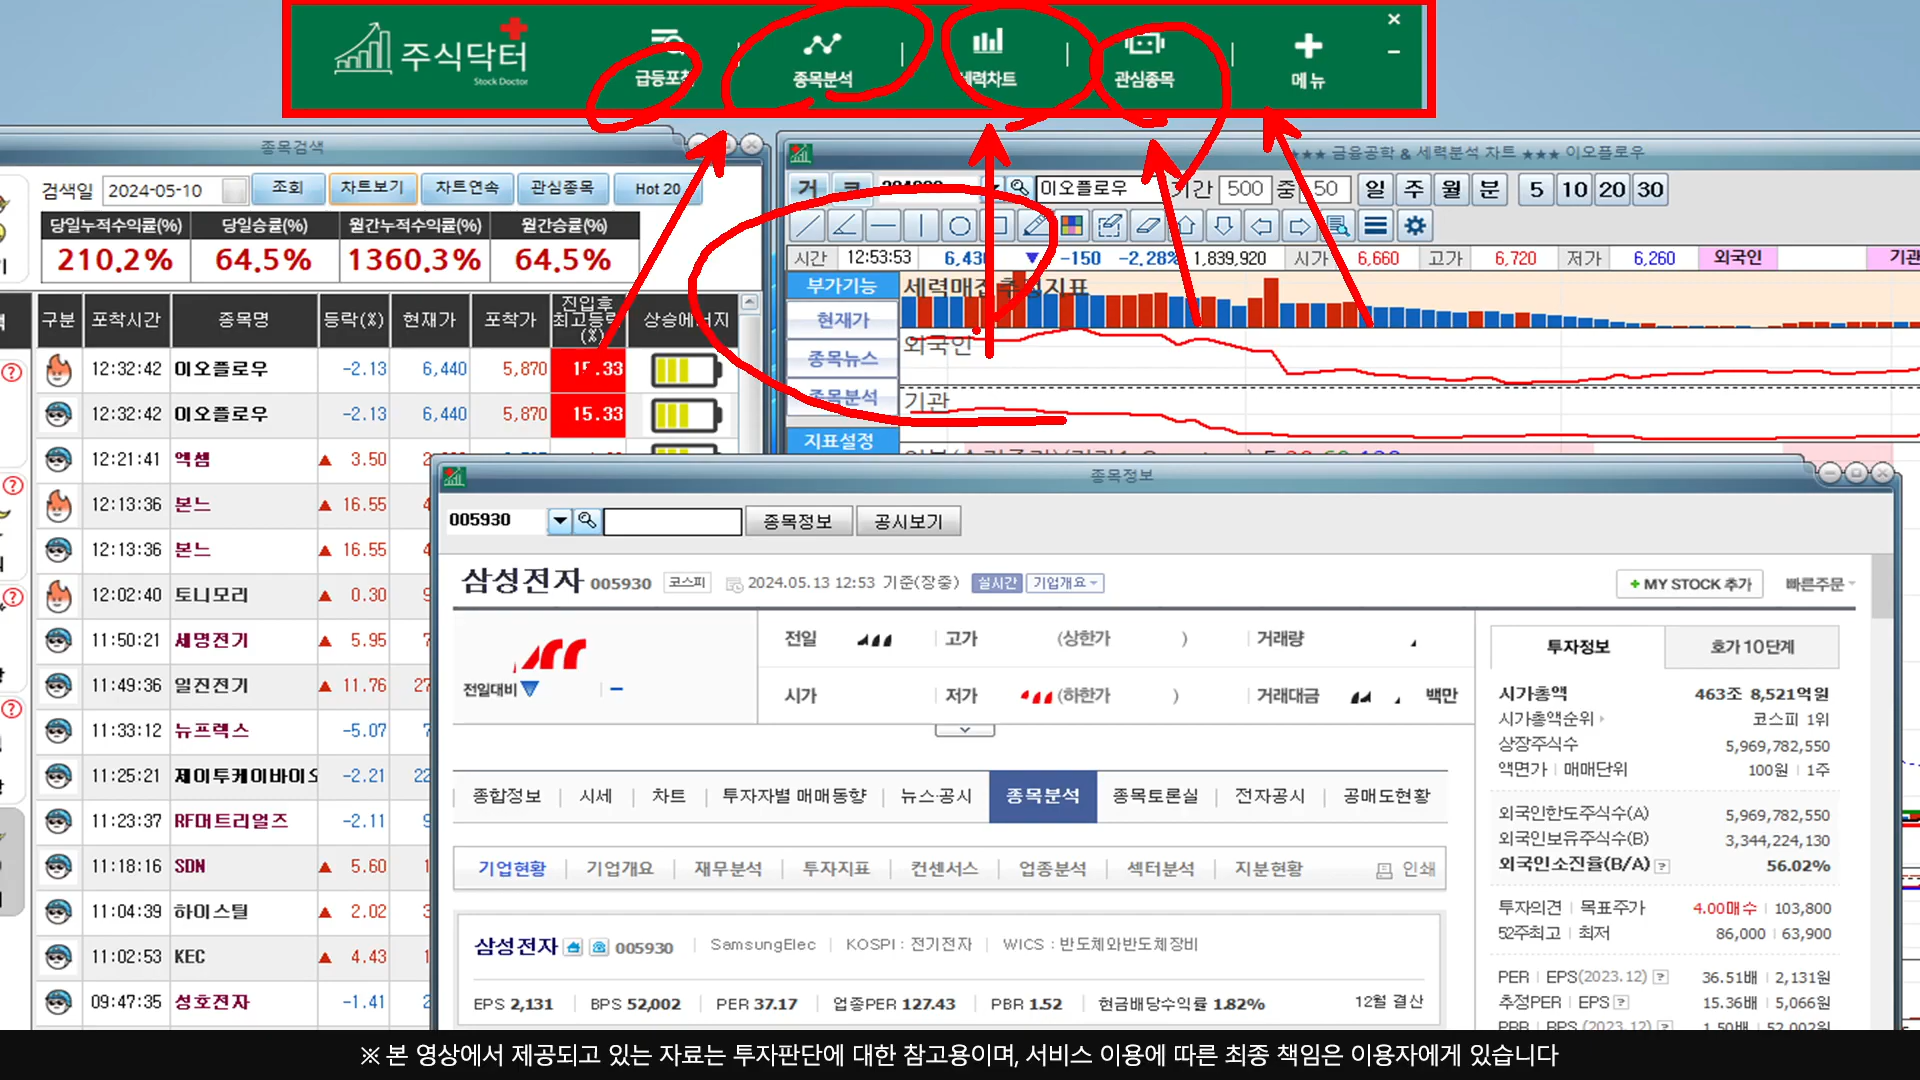 주식닥터
Stock Doctor
종목분석
관심종목
메뉴
종목검색
검색일 2024-05-10 조회 차트보기 차트연속 관심종목 Hot 20
당일누적수익률(%) 당일승률(%) 월간누적수익률(%) 월간승률(%)
210.2% 64.5% 1360.3% 64.5%
구분 포착시간 종목명 등락(%) 현재가 포착가 진입후
12:32:42 이오플로우 -2.13 6,440 5,870
12:32:42 이오플로우 -2.13 6,440 5,870 15.33
12:21:41 엑셈 ▲ 3.50
12:13:36 본느 ▲ 16.55
12:13:36 본느 ▲ 16.55
12:02:40 토니모리 ▲ 0.30
11:50:21 세명전기 ▲ 5.95
11:49:36 일진전기 ▲ 11.76
11:33:12 뉴프렉스 -5.07
11:25:21 제이투케이바이오 -2.21
11:23:37 RF머트리얼즈 -2.11
11:18:16 SDN ▲ 5.60
11:04:39 하이스틸 ▲ 2.02
11:02:53 KEC ▲ 4.43
09:47:35 성호전자 -1.41
★★★ 금융공학 & 세력분석 차트 ★★★ 이오플로우
이오플로우 500 중 50 일 주 월 분 5 10 20 30
시간 12:53:53 ▼ -150 -2.28% 1,839,920 시가 6,660 고가 6,720 저가 6,260 외국인
부가기능
현재가 외국인
종목뉴스
종목분석 기관
지표설정
종목정보
005930 종목정보 공시보기
삼성전자 005930 코스피 2024.05.13 12:53 기준(장중) 실시간 기업개요 + MY STOCK 추가 빠른주문
전일 고가 (상한가 ) 거래량
전일대비 ▼
시가 저가 (하한가 ) 거래대금 백만
종합정보 시세 차트 투자자별 매매동향 뉴스·공시 종목분석 종목토론실 전자공시 공매도현황
기업현황 기업개요 재무분석 투자지표 컨센서스 업종분석 섹터분석 지분현황 인쇄
삼성전자 005930 SamsungElec KOSPI : 전기전자 WICS : 반도체와반도체장비
EPS 2,131 BPS 52,002 PER 37.17 업종PER 127.43 PBR 1.52 현금배당수익률 1.82% 12월 결산
투자정보 호가 10단계
시가총액 463조 8,521억원
시가총액순위 코스피 1위
상장주식수 5,969,782,550
액면가 | 매매단위 100원 | 1주
외국인한도주식수(A) 5,969,782,550
외국인보유주식수(B) 3,344,224,130
외국인소진율(B/A) ? 56.02%
투자의견 | 목표주가 4.00매수 | 103,800
52주최고 | 최저 86,000 | 63,900
PER | EPS(2023.12) ? 36.51배 | 2,131원
추정PER | EPS ? 15.36배 | 5,066원
※ 본 영상에서 제공되고 있는 자료는 투자판단에 대한 참고용이며, 서비스 이용에 따른 최종 책임은 이용자에게 있습니다